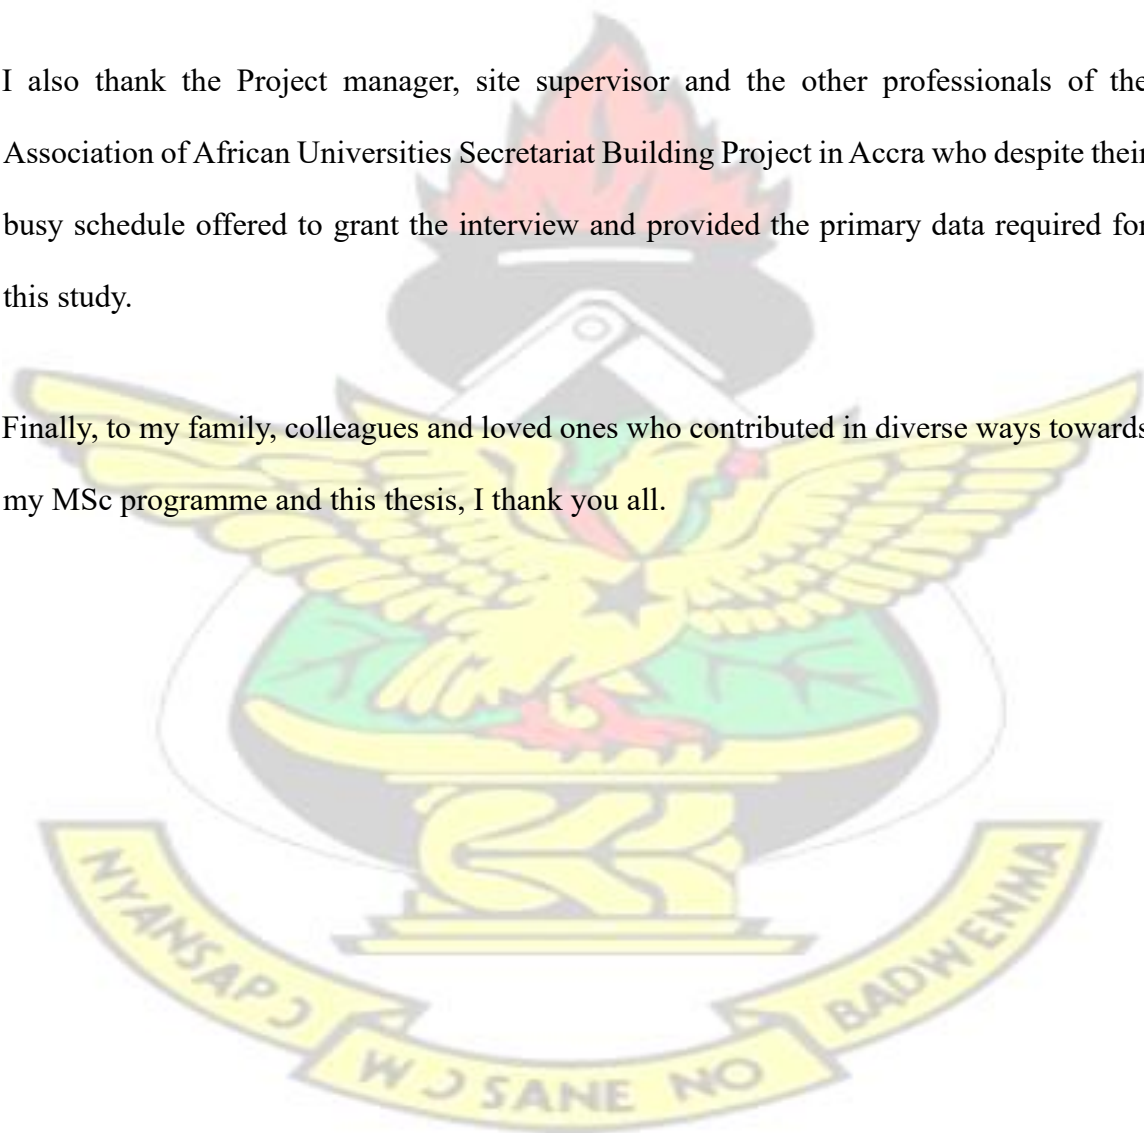 I also thank the Project manager, site supervisor and the other professionals of the
Association of African Universities Secretariat Building Project in Accra who despite their
busy schedule offered to grant the interview and provided the primary data required for
this study.
Finally, to my family, colleagues and loved ones who contributed in diverse ways towards
my MSc programme and this thesis, I thank you all.
NYANSAPƆ
WƆSANE NO
BADWENMA